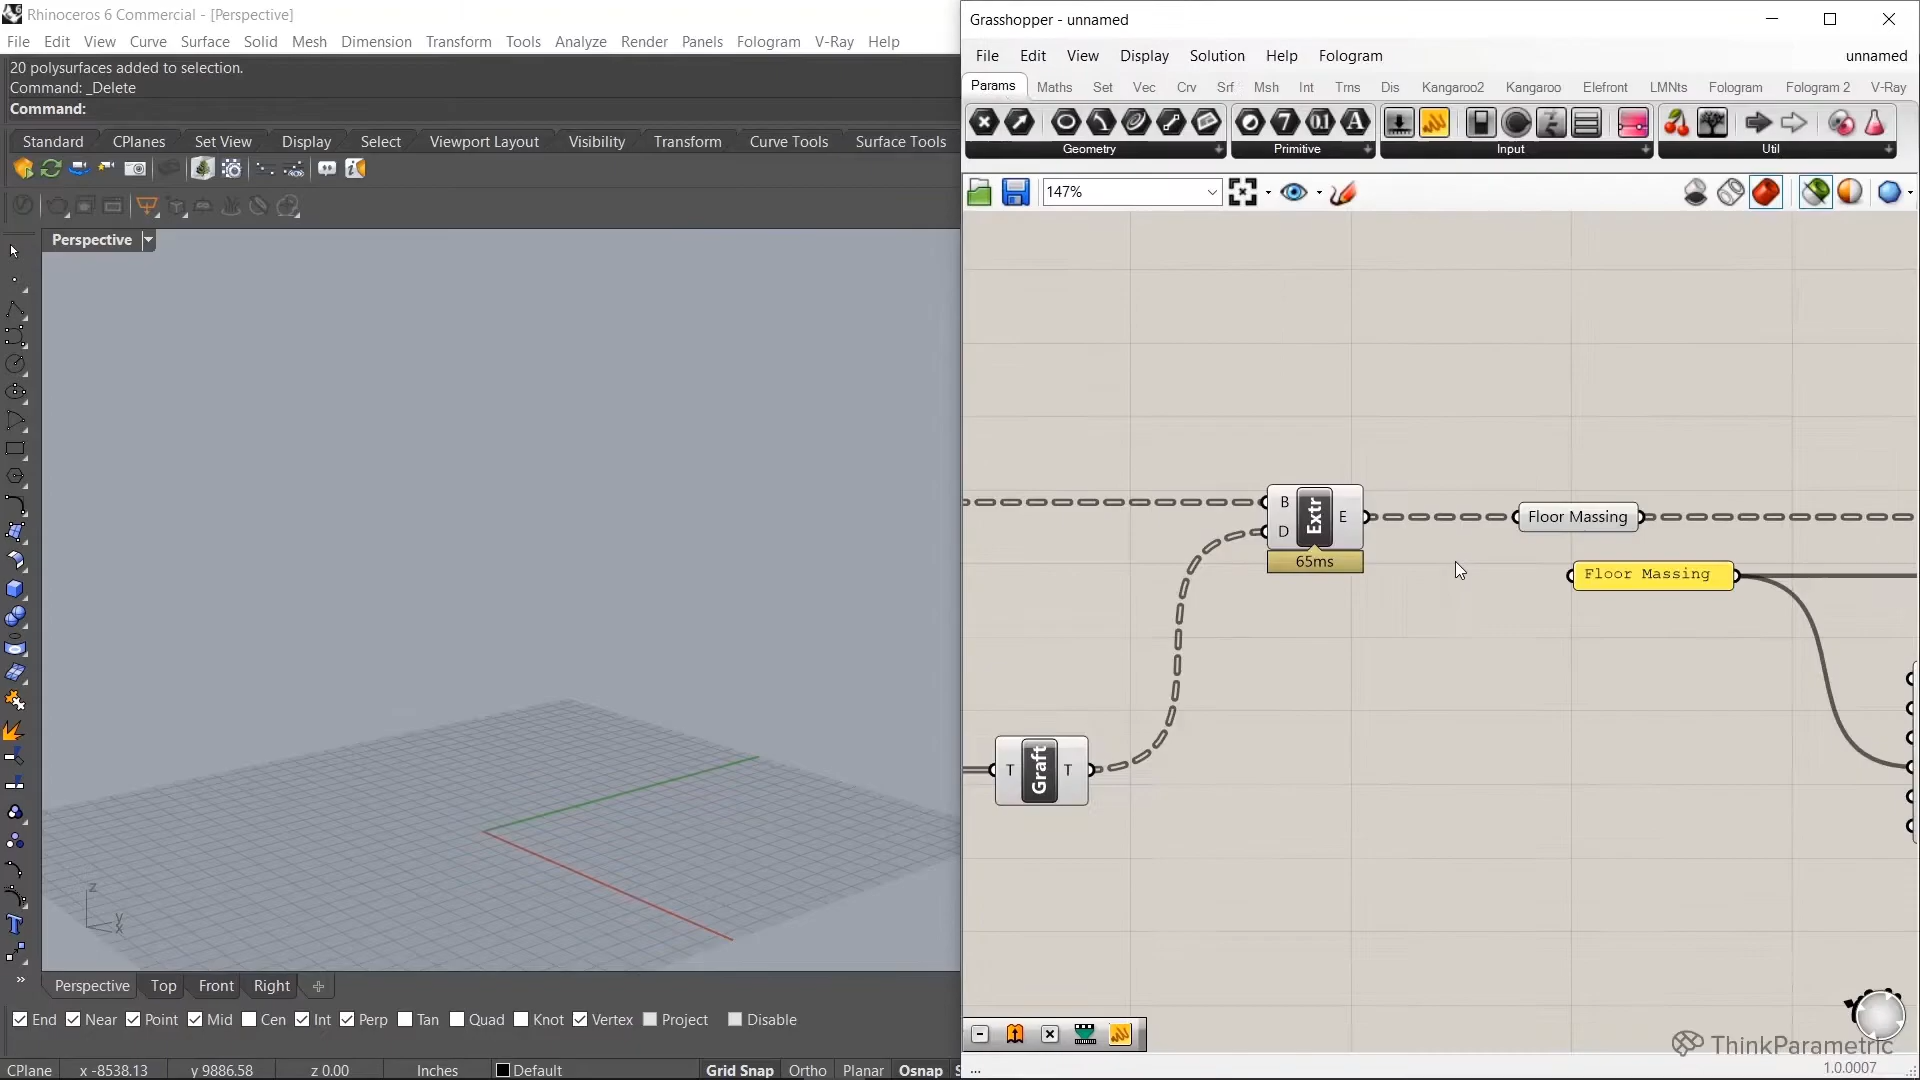 Rhinoceros 6 Commercial - [Perspective]
File Edit View Curve Surface Solid Mesh Dimension Transform Tools Analyze Render Panels Fologram V-Ray Help
20 polysurfaces added to selection.
Command: _Delete
Command:
Standard CPlanes Set View Display Select Viewport Layout Visibility Transform Curve Tools Surface Tools
Perspective
z
y
x
Perspective Top Front Right
End Near Point Mid Cen Int Perp Tan Quad Knot Vertex Project Disable
CPlane x -8538.13 y 9886.58 z 0.00 Inches Default Grid Snap Ortho Planar Osnap S
Grasshopper - unnamed
File Edit View Display Solution Help Fologram unnamed
Params Maths Set Vec Crv Srf Msh Int Trns Dis Kangaroo2 Kangaroo Elefront LMNts Fologram Fologram 2 V-Ray
Geometry Primitive Input Util
147%
B Extr E
D
65ms
Floor Massing
Floor Massing
T Graft T
ThinkParametric
...
1.0.0007